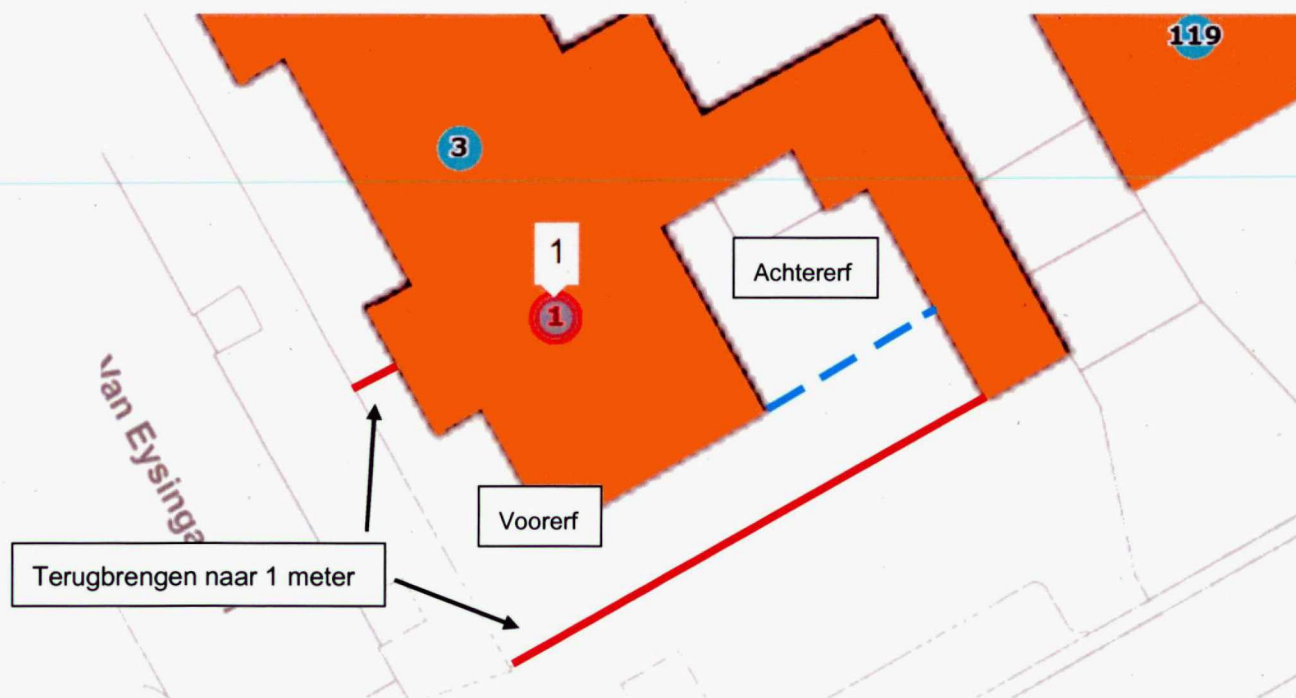 119
3
1
1
Achtererf
Voorerf
Van Eysinga
Terugbrengen naar 1 meter